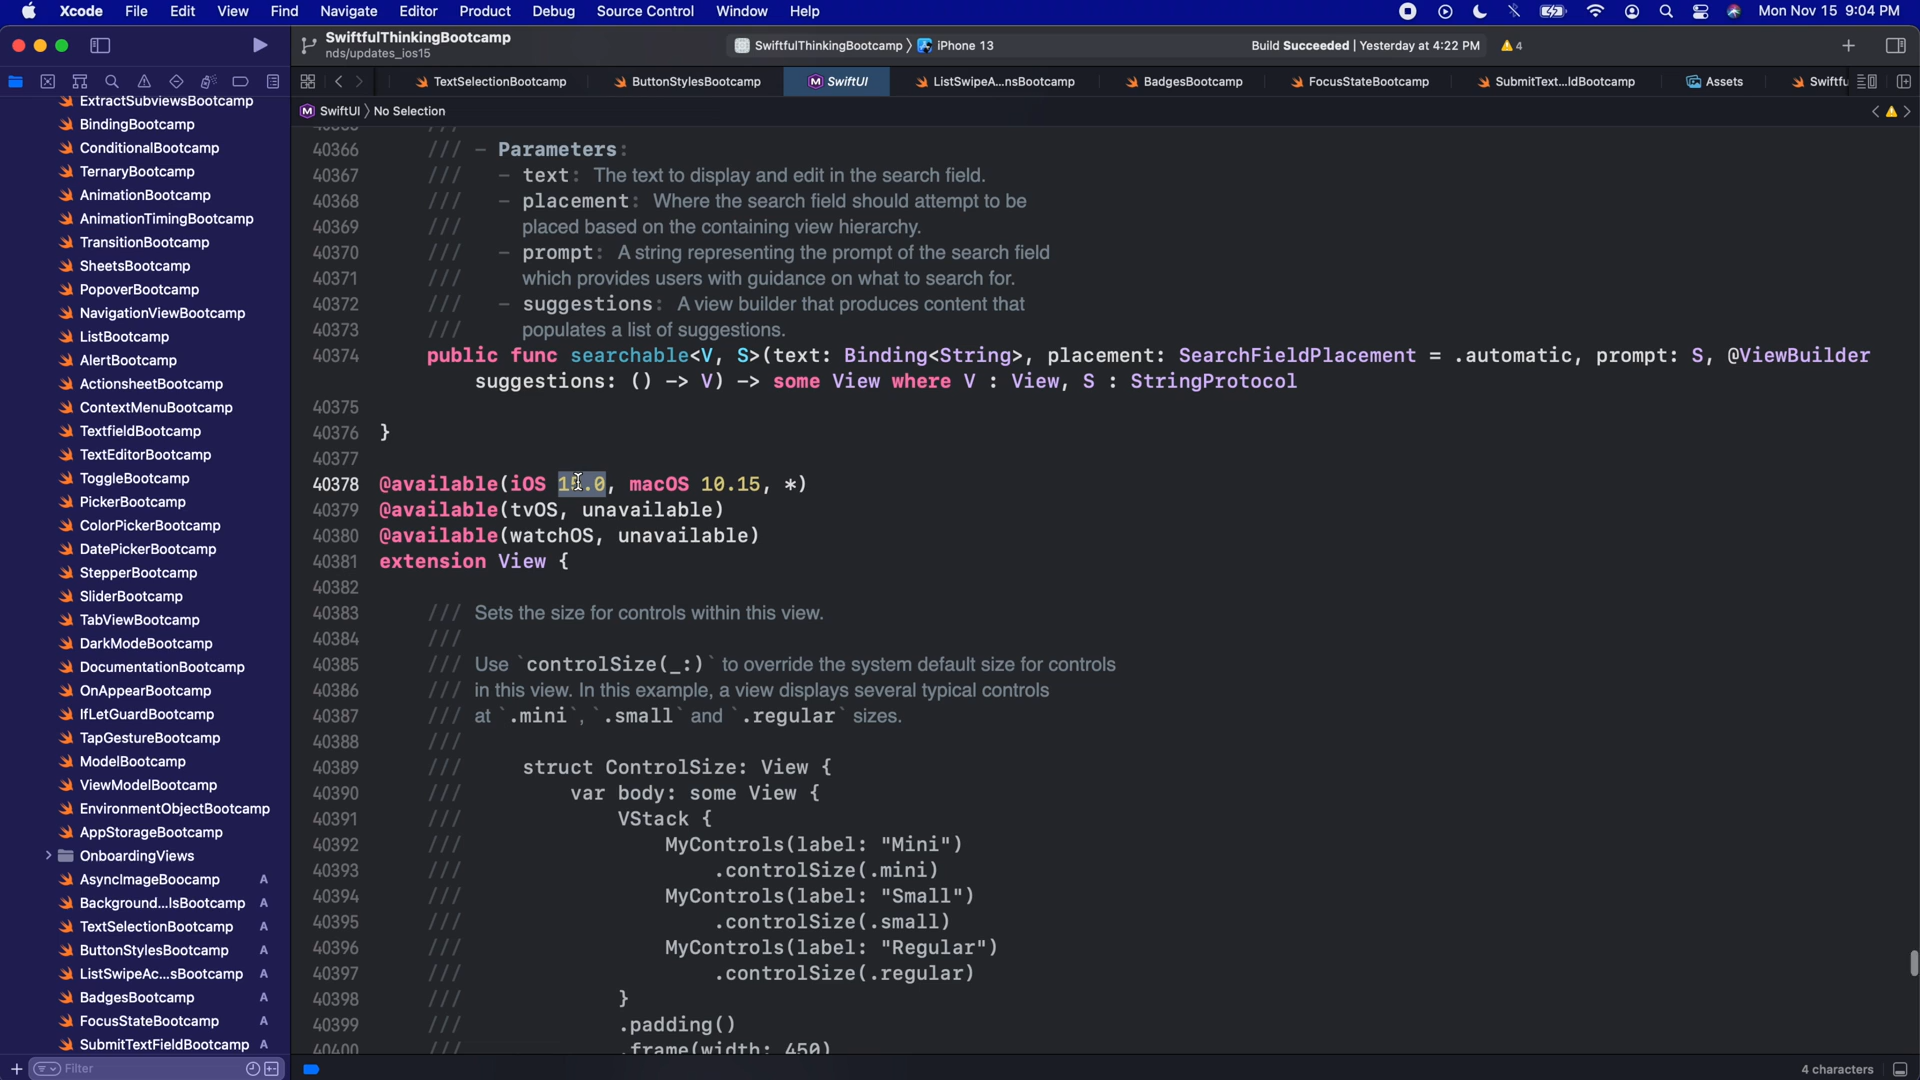 Xcode File Edit View Find Navigate Editor Product Debug Source Control Window Help Mon Nov 15 9:04 PM
SwiftfulThinkingBootcamp
nds/updates_ios15
SwiftfulThinkingBootcamp 〉 iPhone 13
Build Succeeded | Yesterday at 4:22 PM 4
TextSelectionBootcamp ButtonStylesBootcamp SwiftUI ListSwipeA...nsBootcamp BadgesBootcamp FocusStateBootcamp SubmitText...ldBootcamp Assets Swiftfu
SwiftUI 〉 No Selection
ExtractSubviewsBootcamp
BindingBootcamp
ConditionalBootcamp
TernaryBootcamp
AnimationBootcamp
AnimationTimingBootcamp
TransitionBootcamp
SheetsBootcamp
PopoverBootcamp
NavigationViewBootcamp
ListBootcamp
AlertBootcamp
ActionsheetBootcamp
ContextMenuBootcamp
TextfieldBootcamp
TextEditorBootcamp
ToggleBootcamp
PickerBootcamp
ColorPickerBootcamp
DatePickerBootcamp
StepperBootcamp
SliderBootcamp
TabViewBootcamp
DarkModeBootcamp
DocumentationBootcamp
OnAppearBootcamp
IfLetGuardBootcamp
TapGestureBootcamp
ModelBootcamp
ViewModelBootcamp
EnvironmentObjectBootcamp
AppStorageBootcamp
OnboardingViews
AsyncImageBoocamp A
Background...lsBootcamp A
TextSelectionBootcamp A
ButtonStylesBootcamp A
ListSwipeAc...sBootcamp A
BadgesBootcamp A
FocusStateBootcamp A
SubmitTextFieldBootcamp A
Filter
40366 /// - Parameters:
40367 /// - text: The text to display and edit in the search field.
40368 /// - placement: Where the search field should attempt to be
40369 /// placed based on the containing view hierarchy.
40370 /// - prompt: A string representing the prompt of the search field
40371 /// which provides users with guidance on what to search for.
40372 /// - suggestions: A view builder that produces content that
40373 /// populates a list of suggestions.
40374 public func searchable<V, S>(text: Binding<String>, placement: SearchFieldPlacement = .automatic, prompt: S, @ViewBuilder
suggestions: () -> V) -> some View where V : View, S : StringProtocol
40375
40376 }
40377
40378 @available(iOS 15.0, macOS 10.15, *)
40379 @available(tvOS, unavailable)
40380 @available(watchOS, unavailable)
40381 extension View {
40382
40383 /// Sets the size for controls within this view.
40384 ///
40385 /// Use `controlSize(_:)` to override the system default size for controls
40386 /// in this view. In this example, a view displays several typical controls
40387 /// at `.mini`, `.small` and `.regular` sizes.
40388 ///
40389 /// struct ControlSize: View {
40390 /// var body: some View {
40391 /// VStack {
40392 /// MyControls(label: "Mini")
40393 /// .controlSize(.mini)
40394 /// MyControls(label: "Small")
40395 /// .controlSize(.small)
40396 /// MyControls(label: "Regular")
40397 /// .controlSize(.regular)
40398 /// }
40399 /// .padding()
40400 /// .frame(width: 450)
4 characters